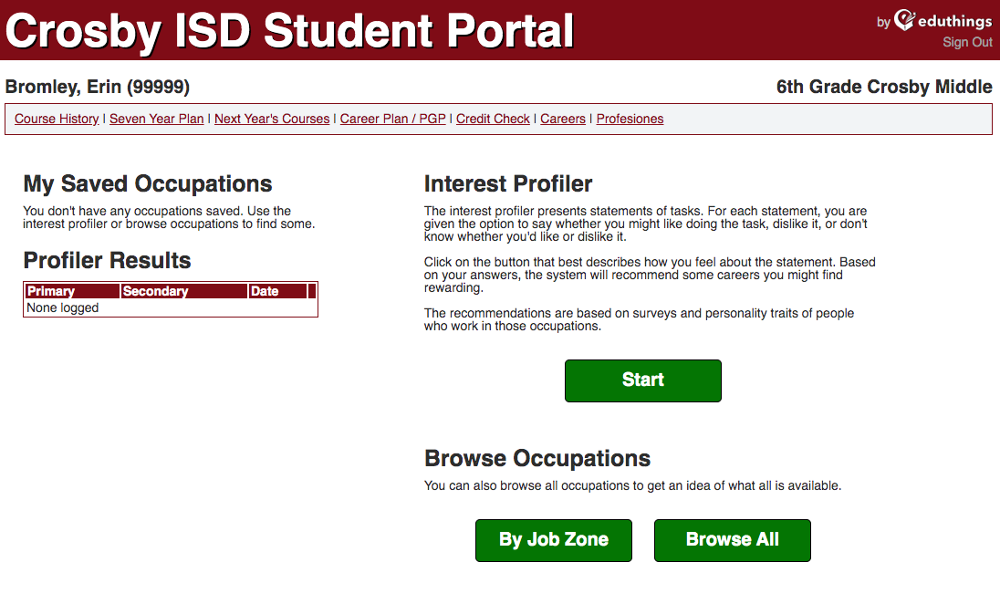 Crosby ISD Student Portal
by eduthings
Sign Out
Bromley, Erin (99999)
6th Grade Crosby Middle
Course History | Seven Year Plan | Next Year's Courses | Career Plan / PGP | Credit Check | Careers | Profesiones
My Saved Occupations
You don't have any occupations saved. Use the
interest profiler or browse occupations to find some.
Profiler Results
Primary Secondary Date
None logged
Interest Profiler
The interest profiler presents statements of tasks. For each statement, you are
given the option to say whether you might like doing the task, dislike it, or don't
know whether you'd like or dislike it.
Click on the button that best describes how you feel about the statement. Based
on your answers, the system will recommend some careers you might find
rewarding.
The recommendations are based on surveys and personality traits of people
who work in those occupations.
Start
Browse Occupations
You can also browse all occupations to get an idea of what all is available.
By Job Zone
Browse All